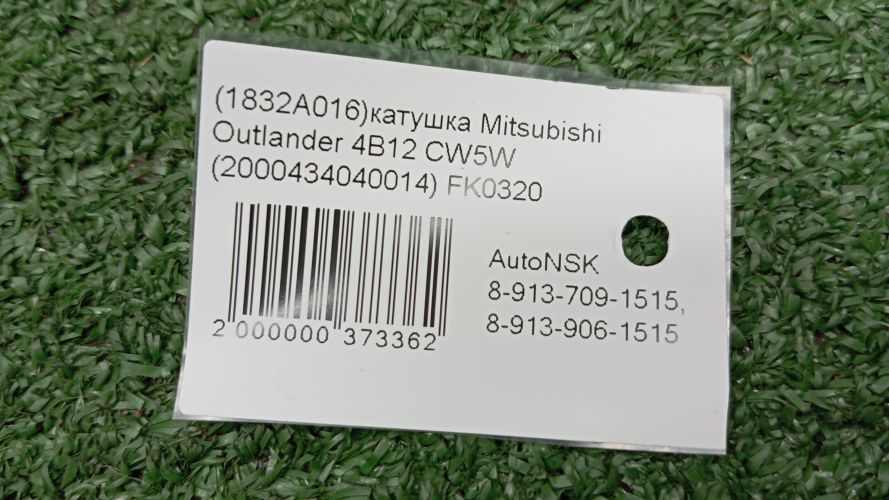 (1832A016)катушка Mitsubishi
Outlander 4B12 CW5W
(2000434040014) FK0320
2 000000 373362
AutoNSK
8-913-709-1515,
8-913-906-1515